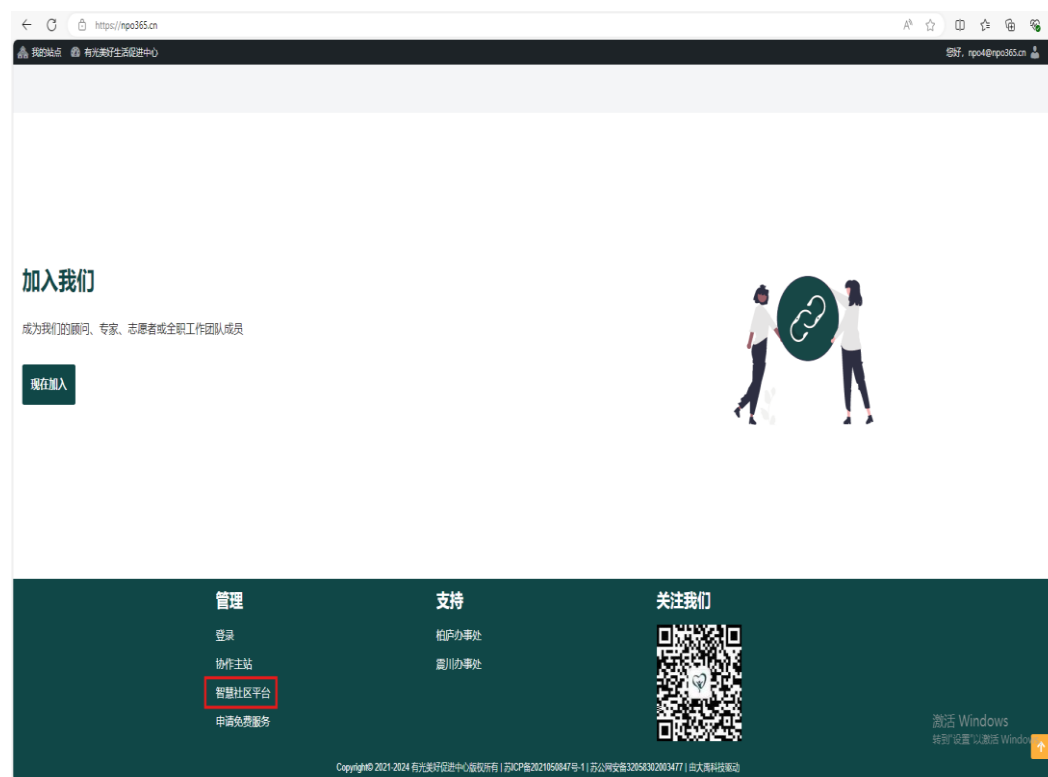 https://npo365.cn
我的站点 有光美好生活促进中心 您好, npo4@npo365.cn
加入我们
成为我们的顾问、专家、志愿者或全职工作团队成员
现在加入
管理 支持 关注我们
登录 柏庐办事处
协作主站 震川办事处
智慧社区平台
申请免费服务
激活 Windows
转到"设置"以激活 Window
Copyright© 2021-2024 有光美好促进中心版权所有 | 苏ICP备2021050847号-1 | 苏公网安备32058302003477 | 由大禹科技驱动